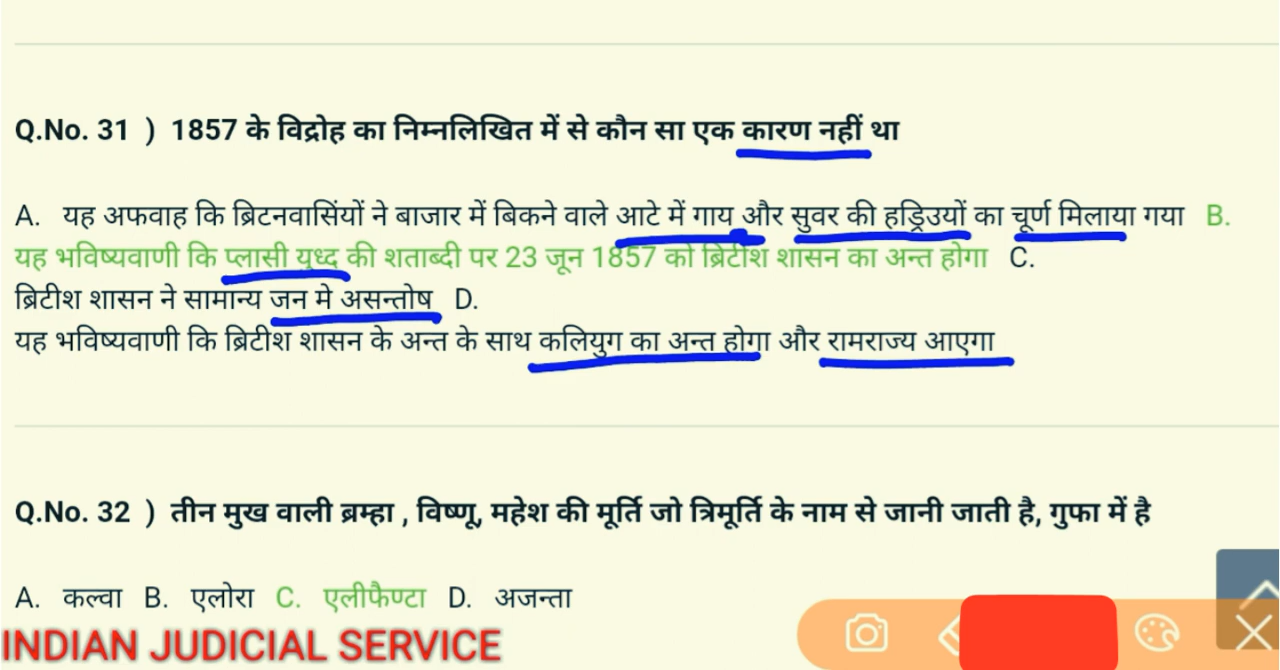 Q.No. 31 ) 1857 के विद्रोह का निम्नलिखित में से कौन सा एक कारण नहीं था
A. यह अफवाह कि ब्रिटनवासिंयों ने बाजार में बिकने वाले आटे में गाय और सुवर की हड्डिउयों का चूर्ण मिलाया गया B.
यह भविष्यवाणी कि प्लासी युध्द की शताब्दी पर 23 जून 1857 को ब्रिटीश शासन का अन्त होगा C.
ब्रिटीश शासन ने सामान्य जन मे असन्तोष D.
यह भविष्यवाणी कि ब्रिटीश शासन के अन्त के साथ कलियुग का अन्त होगा और रामराज्य आएगा
Q.No. 32 ) तीन मुख वाली ब्रम्हा , विष्णू, महेश की मूर्ति जो त्रिमूर्ति के नाम से जानी जाती है, गुफा में है
A. कल्वा B. एलोरा C. एलीफैण्टा D. अजन्ता
INDIAN JUDICIAL SERVICE